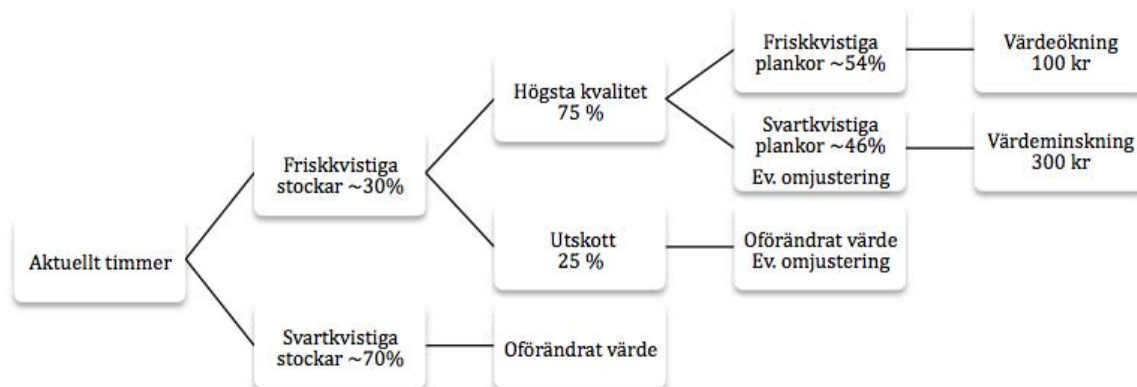 Aktuellt timmer
Friskkvistiga
stockar ~30%
Svartkvistiga
stockar ~70%
Högsta kvalitet
75 %
Utskott
25 %
Oförändrat värde
Friskkvistiga
plankor ~54%
Svartkvistiga
plankor ~46%
Ev. omjustering
Oförändrat värde
Ev. omjustering
Värdeökning
100 kr
Värdeminskning
300 kr